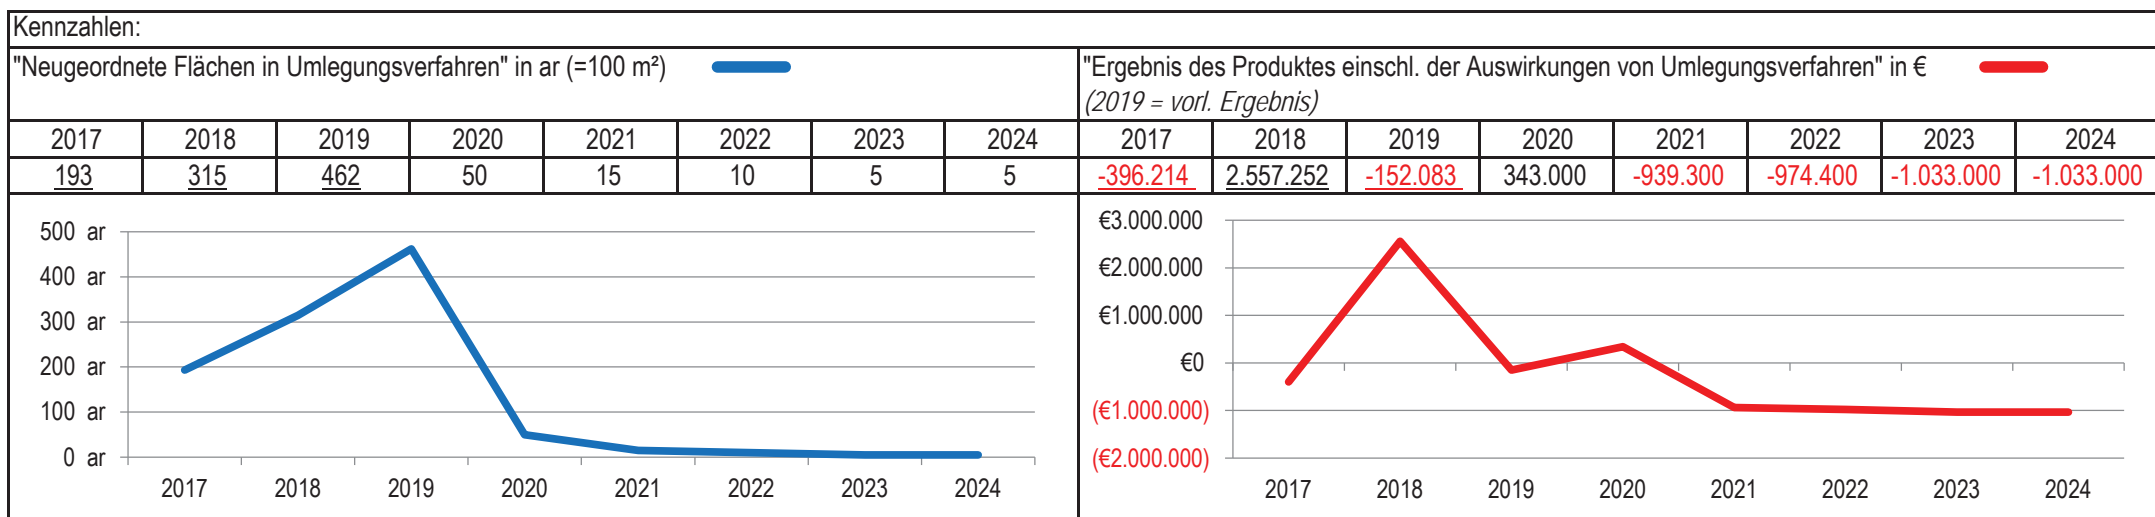 Kennzahlen:
"Neugeordnete Flächen in Umlegungsverfahren" in ar (=100 m²)
2017 2018 2019 2020 2021 2022 2023 2024
193 315 462 50 15 10 5 5
500 ar
400 ar
300 ar
200 ar
100 ar
0 ar
2017 2018 2019 2020 2021 2022 2023 2024
"Ergebnis des Produktes einschl. der Auswirkungen von Umlegungsverfahren" in €
(2019 = vorl. Ergebnis)
2017 2018 2019 2020 2021 2022 2023 2024
-396.214 2.557.252 -152.083 343.000 -939.300 -974.400 -1.033.000 -1.033.000
€3.000.000
€2.000.000
€1.000.000
€0
(€1.000.000)
(€2.000.000)
2017 2018 2019 2020 2021 2022 2023 2024